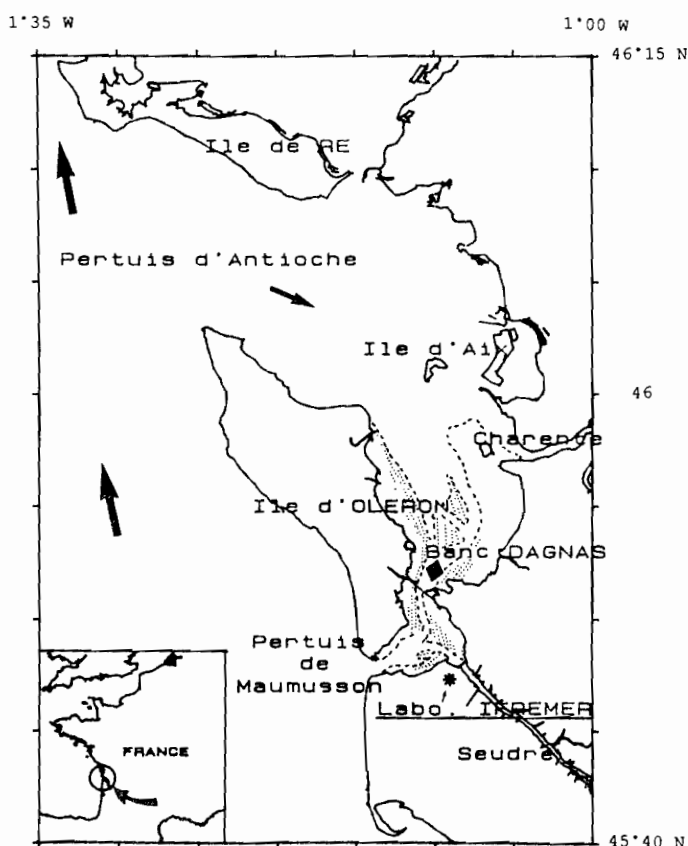 1°35 W
1°00 W
46°15 N
Ile de RE
Pertuis d'Antioche
Ile d'Ai
46
Charente
Ile d'OLERON
Banc DAGNAS
Pertuis
de
Maumusson
Labo. IFREMER
FRANCE
Seudre
45°40 N